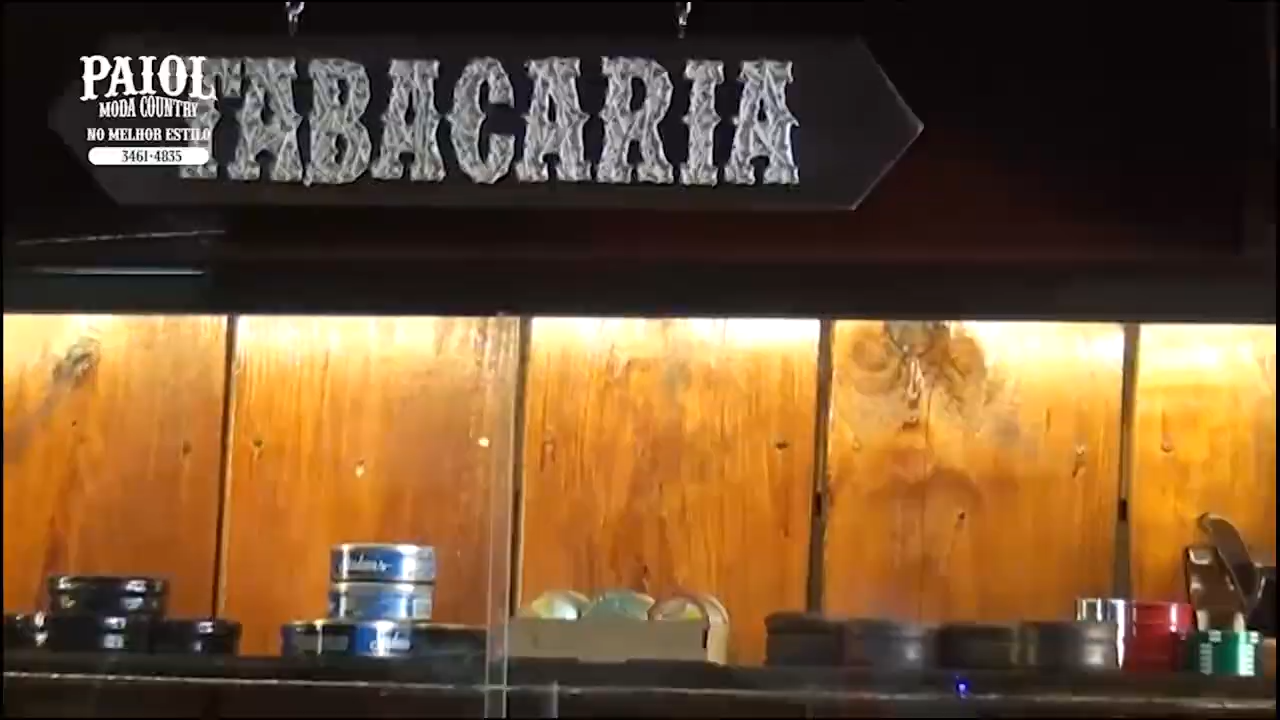 PAIOL
MODA COUNTRY
NO MELHOR ESTILO
3461-4835
TABACARIA